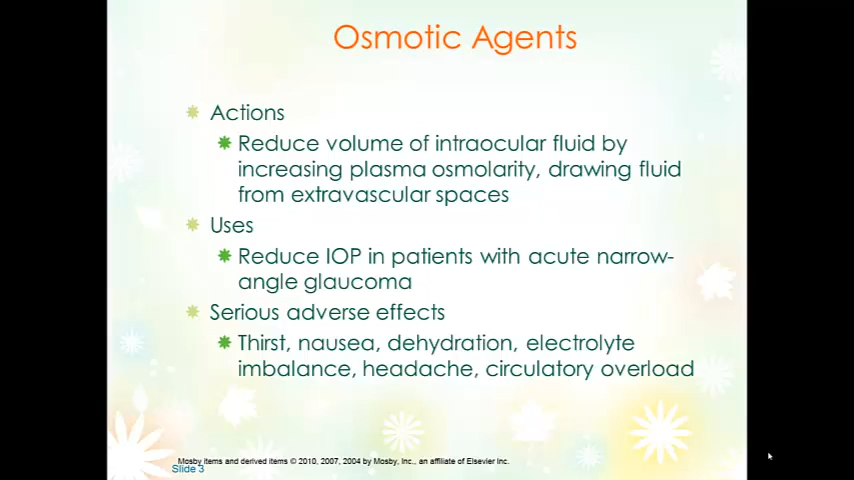 Osmotic Agents
Actions
Reduce volume of intraocular fluid by
increasing plasma osmolarity, drawing fluid
from extravascular spaces
Uses
Reduce IOP in patients with acute narrow-
angle glaucoma
Serious adverse effects
Thirst, nausea, dehydration, electrolyte
imbalance, headache, circulatory overload
Mosby items and derived items © 2010, 2007, 2004 by Mosby, Inc., an affiliate of Elsevier Inc.
Slide 3